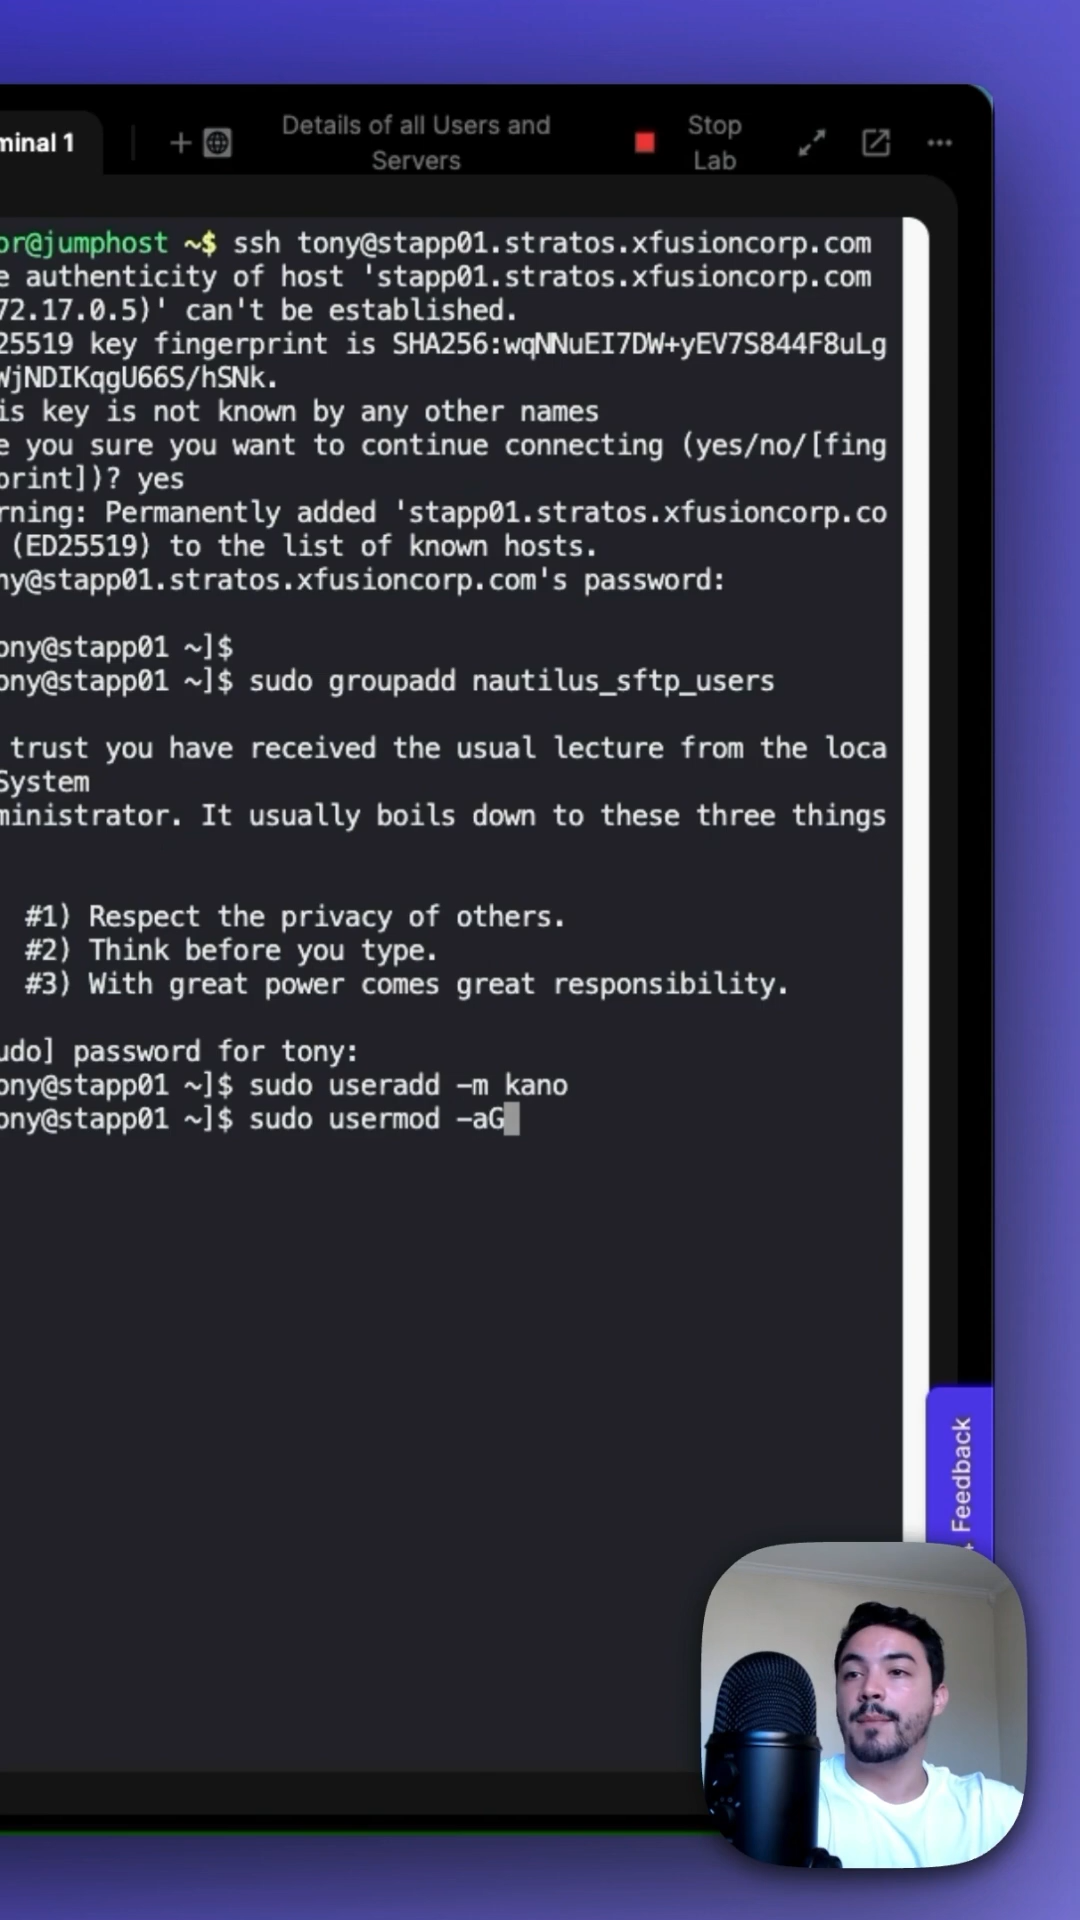 minal 1
Details of all Users and
Servers
Stop
Lab
or@jumphost ~$ ssh tony@stapp01.stratos.xfusioncorp.com
e authenticity of host 'stapp01.stratos.xfusioncorp.com
72.17.0.5)' can't be established.
25519 key fingerprint is SHA256:wqNNuEI7DW+yEV7S844F8uLg
WjNDIKqgU66S/hSNk.
is key is not known by any other names
e you sure you want to continue connecting (yes/no/[fing
print])? yes
rning: Permanently added 'stapp01.stratos.xfusioncorp.co
(ED25519) to the list of known hosts.
ny@stapp01.stratos.xfusioncorp.com's password:
ony@stapp01 ~]$
ony@stapp01 ~]$ sudo groupadd nautilus_sftp_users
trust you have received the usual lecture from the loca
System
ministrator. It usually boils down to these three things
#1) Respect the privacy of others.
#2) Think before you type.
#3) With great power comes great responsibility.
udo] password for tony:
ony@stapp01 ~]$ sudo useradd -m kano
ony@stapp01 ~]$ sudo usermod -aG
Feedback